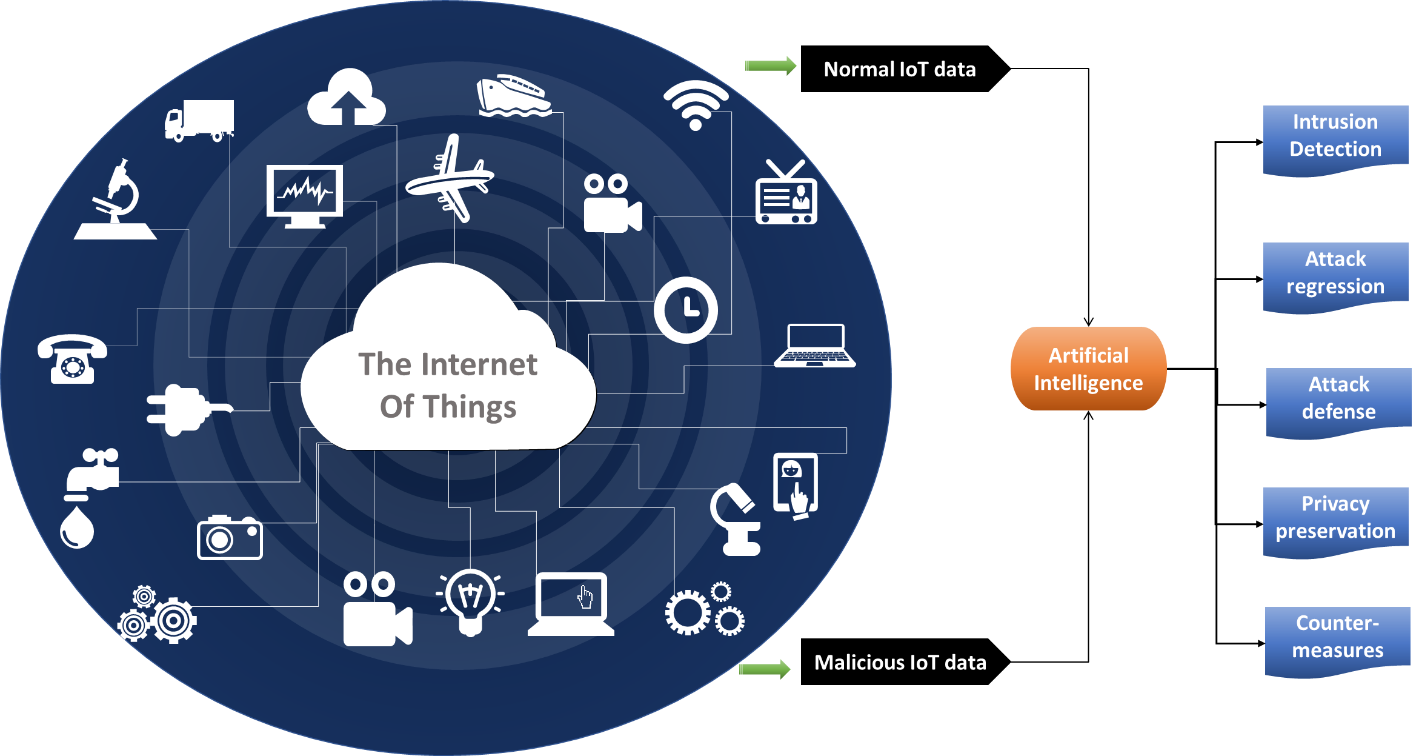 Normal IoT data
The Internet
Of Things
Malicious IoT data
Artificial
Intelligence
Intrusion
Detection
Attack
regression
Attack
defense
Privacy
preservation
Counter-
measures